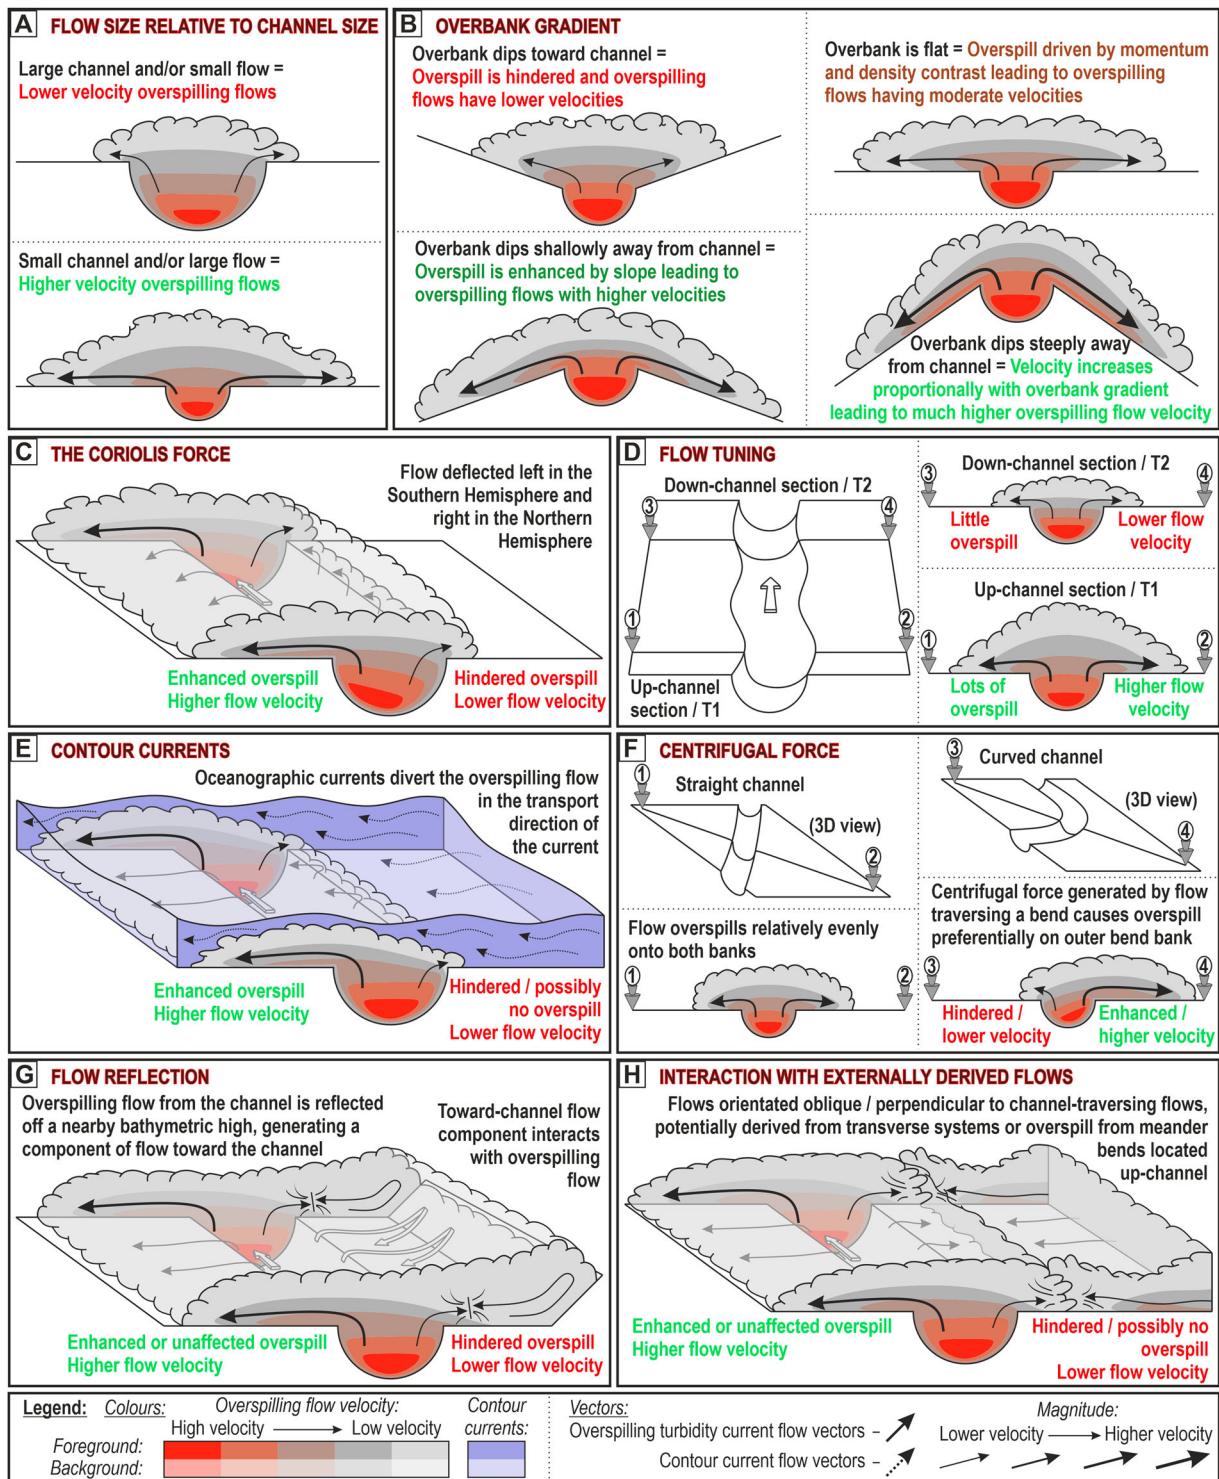 A FLOW SIZE RELATIVE TO CHANNEL SIZE
Large channel and/or small flow =
Lower velocity overspilling flows
Small channel and/or large flow =
Higher velocity overspilling flows
B OVERBANK GRADIENT
Overbank dips toward channel =
Overspill is hindered and overspilling
flows have lower velocities
Overbank is flat = Overspill driven by momentum
and density contrast leading to overspilling
flows having moderate velocities
Overbank dips shallowly away from channel =
Overspill is enhanced by slope leading to
overspilling flows with higher velocities
Overbank dips steeply away
from channel = Velocity increases
proportionally with overbank gradient
leading to much higher overspilling flow velocity
C THE CORIOLIS FORCE
Flow deflected left in the
Southern Hemisphere and
right in the Northern
Hemisphere
Enhanced overspill
Higher flow velocity
Hindered overspill
Lower flow velocity
D FLOW TUNING
Down-channel section / T2
3
4
1
2
Up-channel
section / T1
3
Down-channel section / T2
4
Little
overspill
Lower flow
velocity
Up-channel section / T1
1
2
Lots of
overspill
Higher flow
velocity
E CONTOUR CURRENTS
Oceanographic currents divert the overspilling flow
in the transport
direction of
the current
Enhanced overspill
Higher flow velocity
Hindered / possibly
no overspill
Lower flow velocity
F CENTRIFUGAL FORCE
1
Straight channel
(3D view)
2
3
Curved channel
(3D view)
4
Flow overspills relatively evenly
onto both banks
1
2
Centrifugal force generated by flow
traversing a bend causes overspill
preferentially on outer bend bank
3
4
Hindered /
lower velocity
Enhanced /
higher velocity
G FLOW REFLECTION
Overspilling flow from the channel is reflected
off a nearby bathymetric high, generating a
component of flow toward the channel
Toward-channel flow
component interacts
with overspilling
flow
Enhanced or unaffected overspill
Higher flow velocity
Hindered overspill
Lower flow velocity
H INTERACTION WITH EXTERNALLY DERIVED FLOWS
Flows orientated oblique / perpendicular to channel-traversing flows,
potentially derived from transverse systems or overspill from meander
bends located
up-channel
Enhanced or unaffected overspill
Higher flow velocity
Hindered / possibly no
overspill
Lower flow velocity
Legend: Colours: Overspilling flow velocity:
High velocity Low velocity
Foreground:
Background:
Contour
currents:
Vectors:
Overspilling turbidity current flow vectors -
Contour current flow vectors -
Magnitude:
Lower velocity Higher velocity